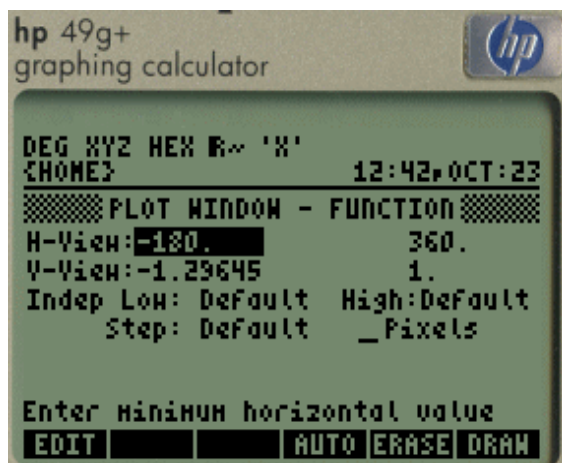 hp 49g+
graphing calculator
hp
DEG XYZ HEX R~ 'X'
{HOME} 12:42,OCT:23
PLOT WINDOW - FUNCTION
H-View:-180. 360.
V-View:-1.29645 1.
Indep Low: Default High:Default
Step: Default _Pixels
Enter minimum horizontal value
EDIT AUTO ERASE DRAW